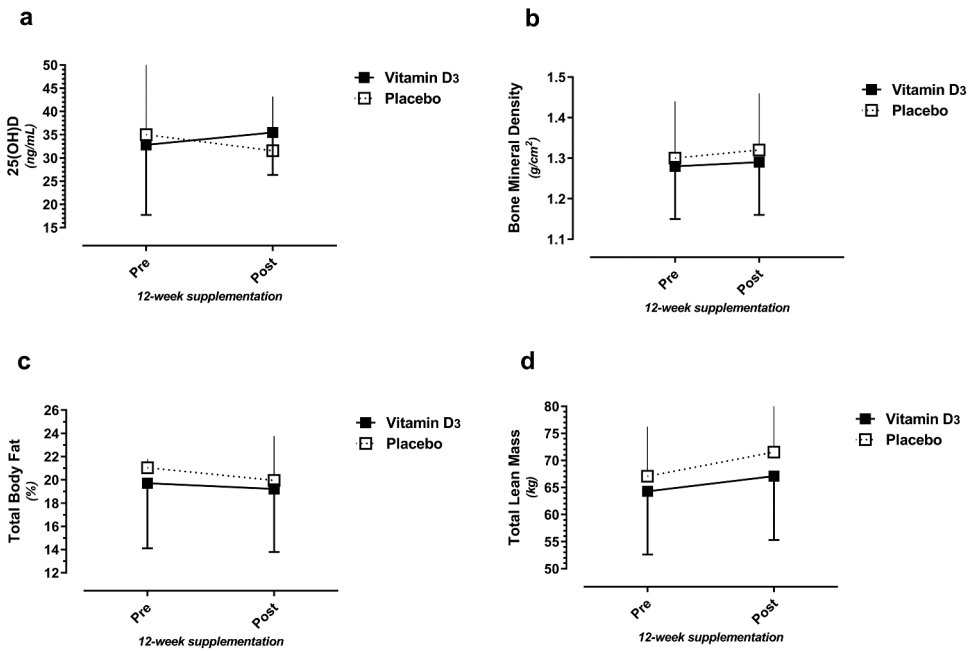 a
50
45
40
35
30
25
20
15
25(OH)D
(ng/mL)
Vitamin D3
Placebo
Pre
Post
12-week supplementation
b
1.5
1.4
1.3
1.2
1.1
Bone Mineral Density
(g/cm²)
Vitamin D3
Placebo
Pre
Post
12-week supplementation
c
26
24
22
20
18
16
14
12
Total Body Fat
(%)
Vitamin D3
Placebo
Pre
Post
12-week supplementation
d
80
75
70
65
60
55
50
Total Lean Mass
(kg)
Vitamin D3
Placebo
Pre
Post
12-week supplementation